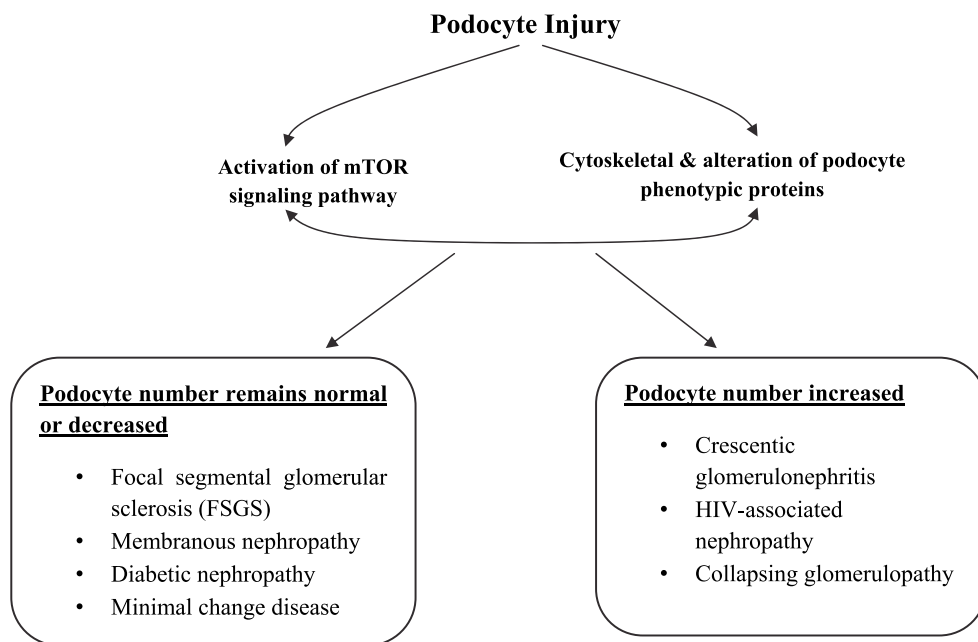 Podocyte Injury
Activation of mTOR
signaling pathway
Cytoskeletal & alteration of podocyte
phenotypic proteins
Podocyte number remains normal
or decreased
• Focal segmental glomerular
sclerosis (FSGS)
• Membranous nephropathy
• Diabetic nephropathy
• Minimal change disease
Podocyte number increased
• Crescentic
glomerulonephritis
• HIV-associated
nephropathy
• Collapsing glomerulopathy